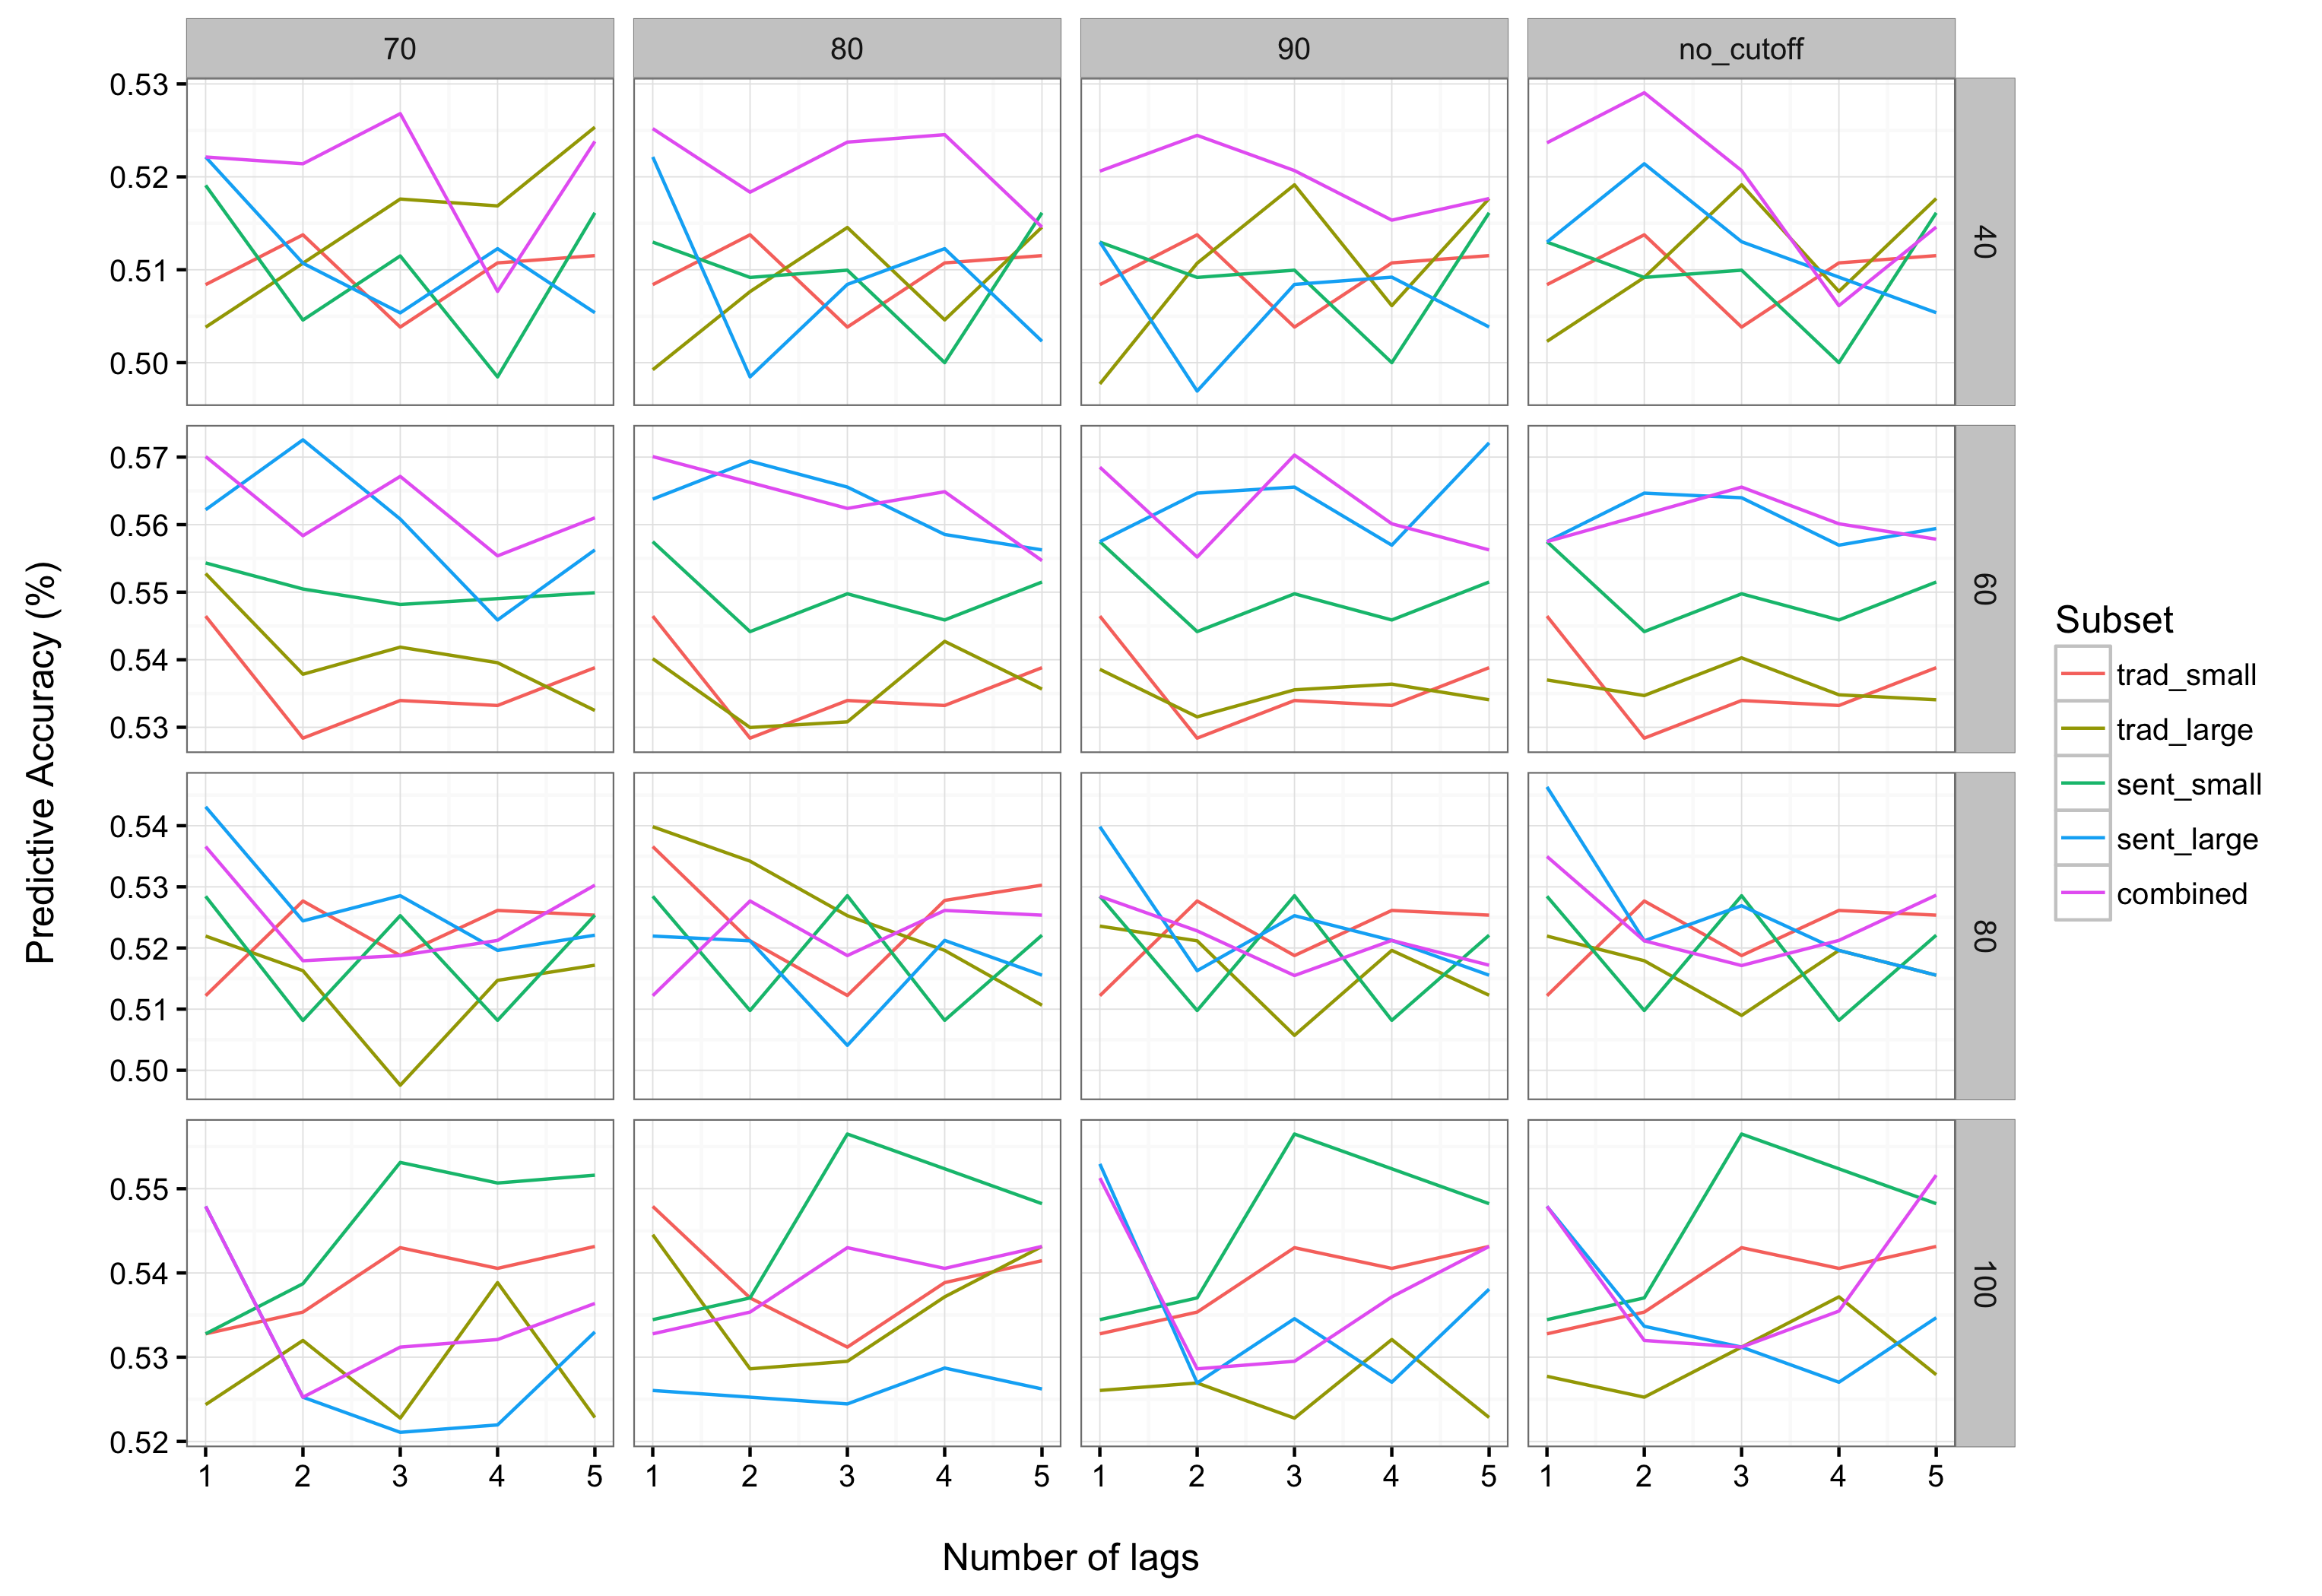 70 80 90 no_cutoff
0.53
0.52
0.51
0.50
40
0.57
0.56
0.55
0.54
0.53
60
0.54
0.53
0.52
0.51
0.50
80
0.55
0.54
0.53
0.52
100
1 2 3 4 5 1 2 3 4 5 1 2 3 4 5 1 2 3 4 5
Number of lags
Predictive Accuracy (%)
Subset
trad_small
trad_large
sent_small
sent_large
combined